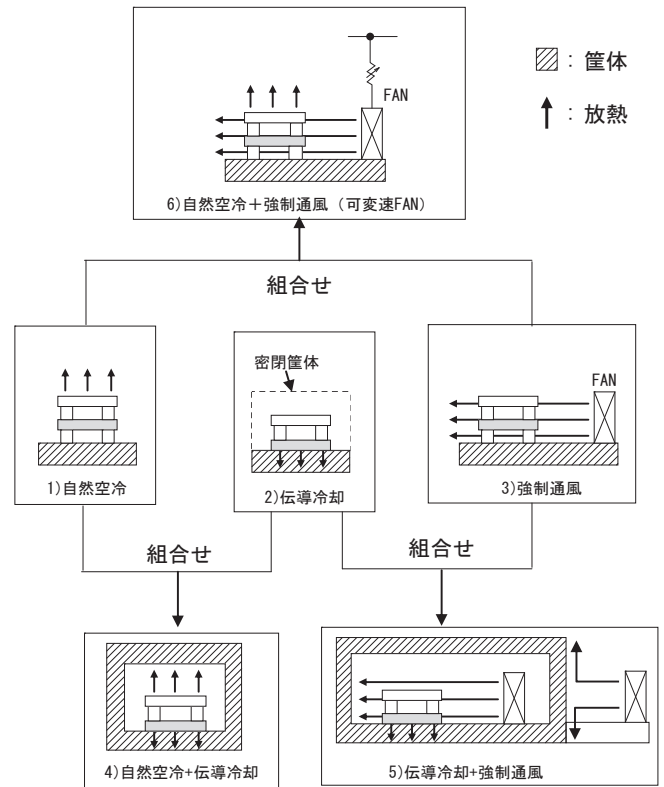 FAN
：筐体
：放熱
6)自然空冷＋強制通風（可変速FAN）
組合せ
密閉筐体
FAN
1)自然空冷
2)伝導冷却
3)強制通風
組合せ
組合せ
4)自然空冷+伝導冷却
5)伝導冷却+強制通風